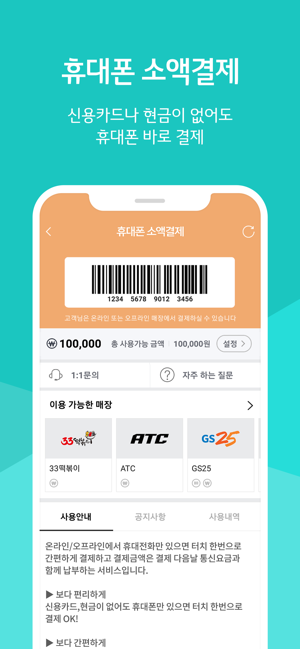 휴대폰 소액결제
신용카드나 현금이 없어도
휴대폰 바로 결제
휴대폰 소액결제
1234 5678 9012 3456
고객님은 온라인 또는 오프라인 매장에서 결제하실 수 있습니다
₩ 100,000 총 사용가능 금액 100,000원 설정 >
1:1문의 ? 자주 하는 질문
이용 가능한 매장 >
33떡볶이 ATC GS25
33떡볶이 ATC GS25
사용안내 공지사항 사용내역
온라인/오프라인에서 휴대전화만 있으면 터치 한번으로
간편하게 결제하고 결제금액은 결제 다음달 통신요금과
함께 납부하는 서비스입니다.
▶ 보다 편리하게
신용카드,현금이 없어도 휴대폰만 있으면 터치 한번으로
결제 OK!
▶ 보다 간편하게